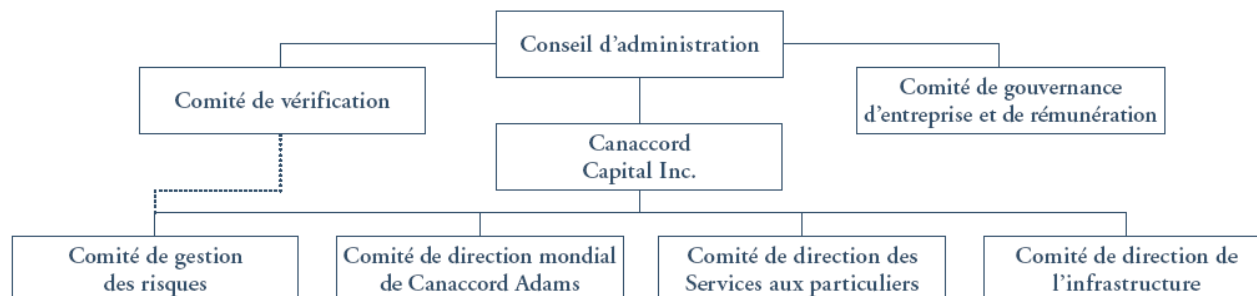 Conseil d’administration
Comité de vérification
Comité de gouvernance
d’entreprise et de rémunération
Canaccord
Capital Inc.
Comité de gestion
des risques
Comité de direction mondial
de Canaccord Adams
Comité de direction des
Services aux particuliers
Comité de direction de
l’infrastructure